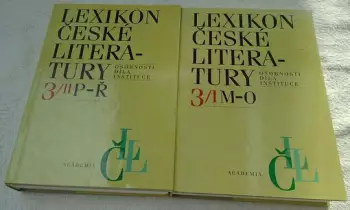 LEXIKON
ČESKÉ
LITERA-
TURY
OSOBNOSTI
DÍLA
INSTITUCE
3/II P-Ř
ACADEMIA
ČL
LEXIKON
ČESKÉ
LITERA-
TURY
OSOBNOSTI
DÍLA
INSTITUCE
3/I M-O
ACADEMIA
ČL